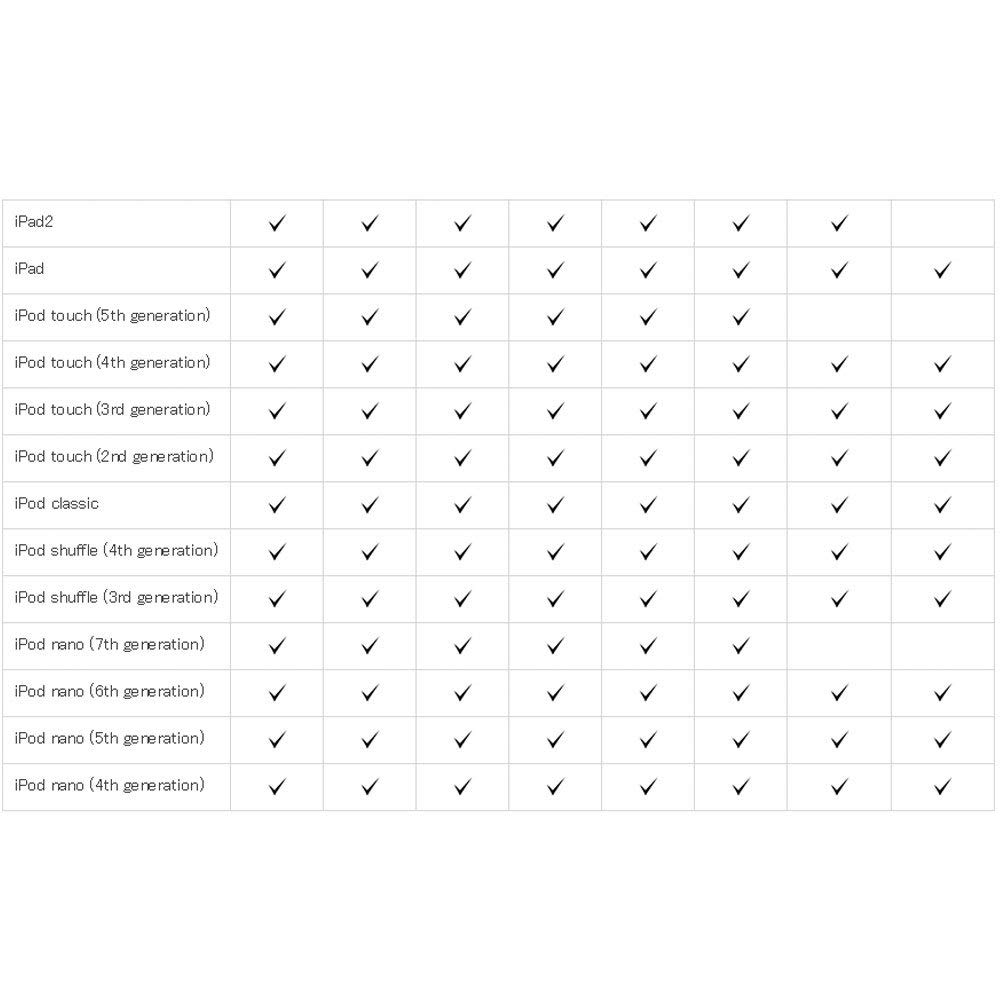 iPad2 ✓ ✓ ✓ ✓ ✓ ✓ ✓
iPad ✓ ✓ ✓ ✓ ✓ ✓ ✓ ✓
iPod touch (5th generation) ✓ ✓ ✓ ✓ ✓ ✓
iPod touch (4th generation) ✓ ✓ ✓ ✓ ✓ ✓ ✓ ✓
iPod touch (3rd generation) ✓ ✓ ✓ ✓ ✓ ✓ ✓ ✓
iPod touch (2nd generation) ✓ ✓ ✓ ✓ ✓ ✓ ✓ ✓
iPod classic ✓ ✓ ✓ ✓ ✓ ✓ ✓ ✓
iPod shuffle (4th generation) ✓ ✓ ✓ ✓ ✓ ✓ ✓ ✓
iPod shuffle (3rd generation) ✓ ✓ ✓ ✓ ✓ ✓ ✓ ✓
iPod nano (7th generation) ✓ ✓ ✓ ✓ ✓ ✓
iPod nano (6th generation) ✓ ✓ ✓ ✓ ✓ ✓ ✓ ✓
iPod nano (5th generation) ✓ ✓ ✓ ✓ ✓ ✓ ✓ ✓
iPod nano (4th generation) ✓ ✓ ✓ ✓ ✓ ✓ ✓ ✓